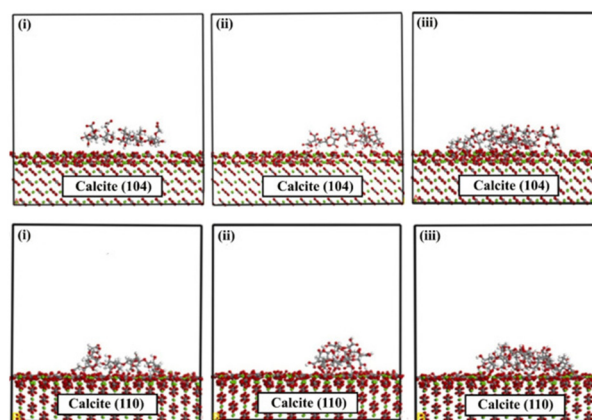 (i)
(ii)
(iii)
Calcite (104)
Calcite (104)
Calcite (104)
(i)
(ii)
(iii)
Calcite (110)
Calcite (110)
Calcite (110)